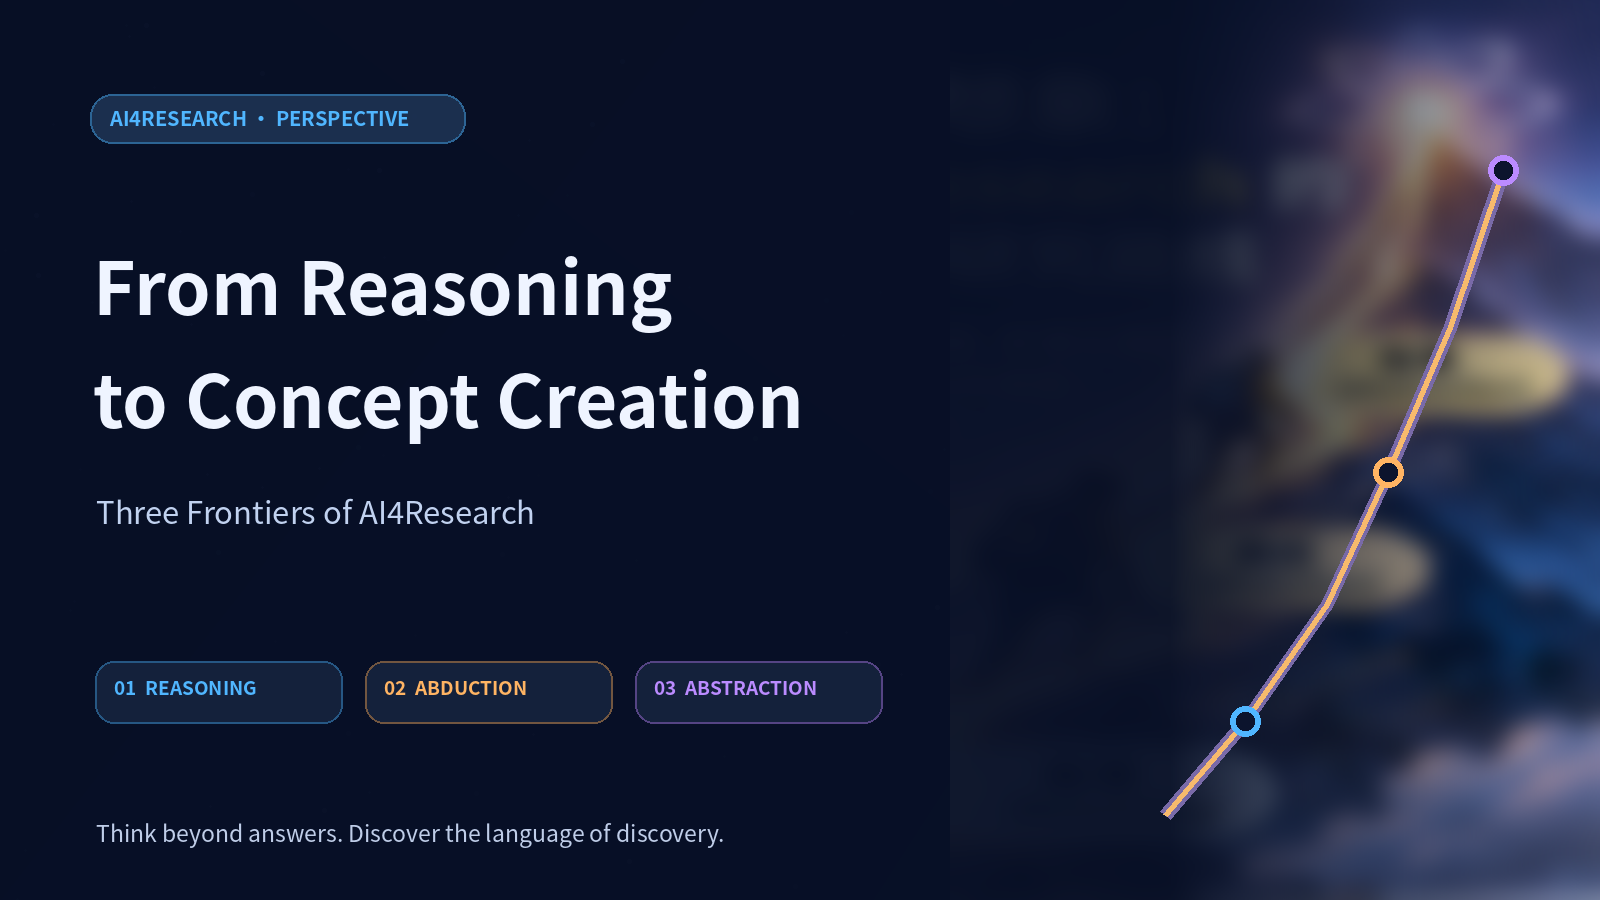 AI4RESEARCH • PERSPECTIVE
From Reasoning
to Concept Creation
Three Frontiers of AI4Research
01 REASONING
02 ABDUCTION
03 ABSTRACTION
Think beyond answers. Discover the language of discovery.